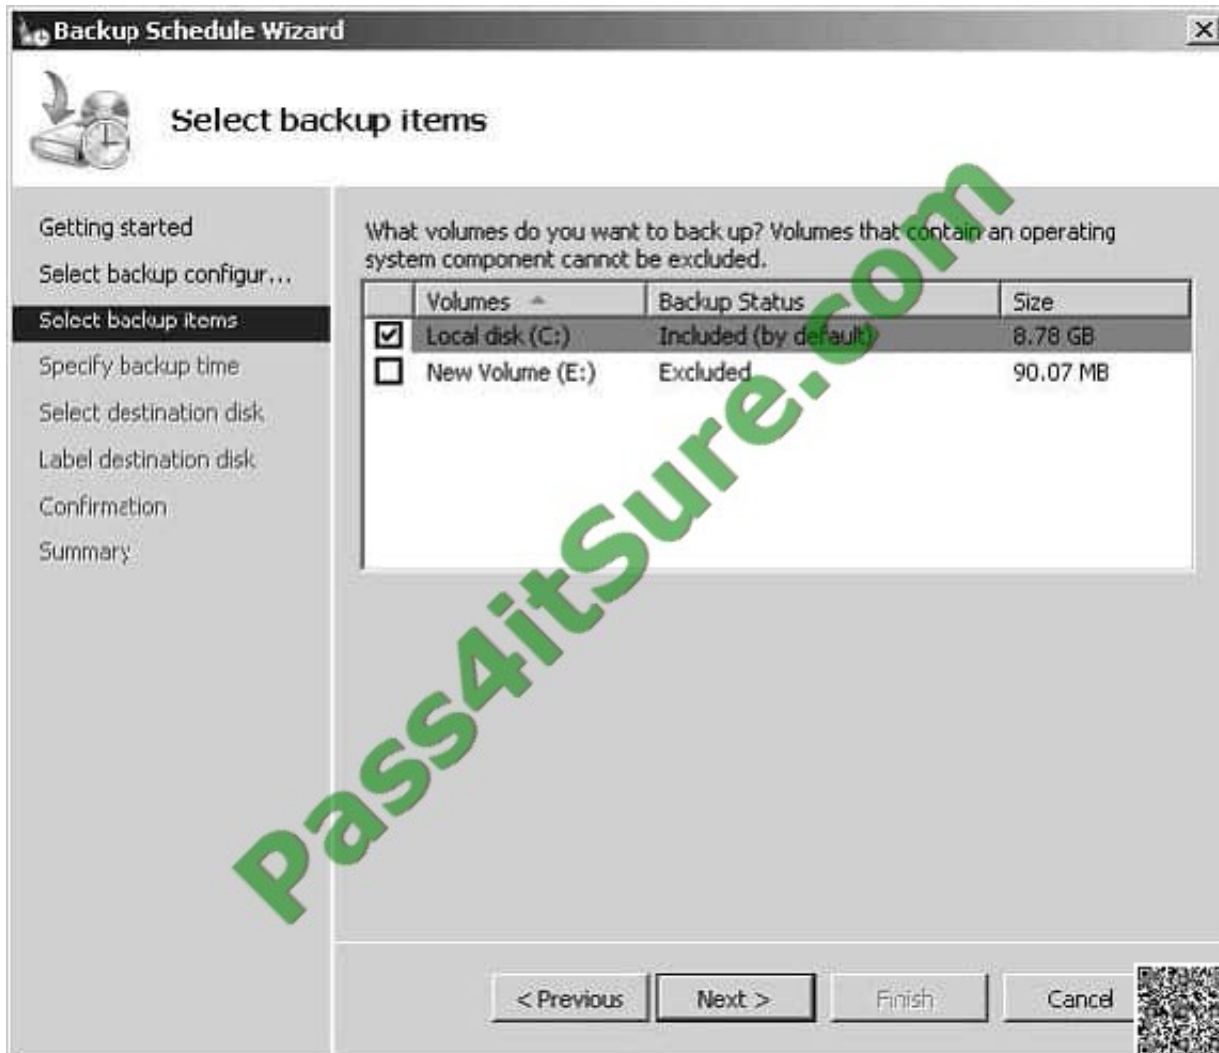 Backup Schedule Wizard
Select backup items
Getting started
Select backup configur...
Select backup items
Specify backup time
Select destination disk
Label destination disk
Confirmation
Summary
What volumes do you want to back up? Volumes that contain an operating
system component cannot be excluded.
Volumes Backup Status Size
Local disk (C:) Included (by default) 8.78 GB
New Volume (E:) Excluded 90.07 MB
Pass4itSure.com
< Previous Next > Finish Cancel